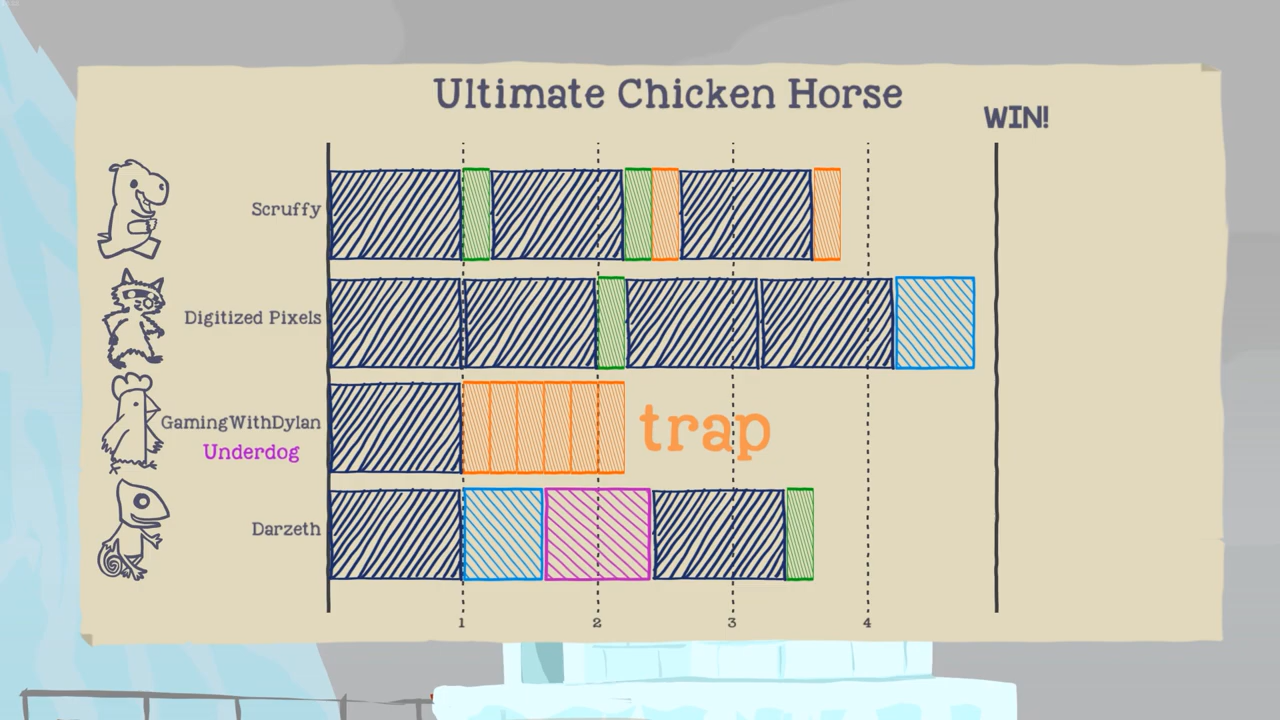 Ultimate Chicken Horse
WIN!
Scruffy
Digitized Pixels
GamingWithDylan
Underdog
trap
Darzeth
1 2 3 4